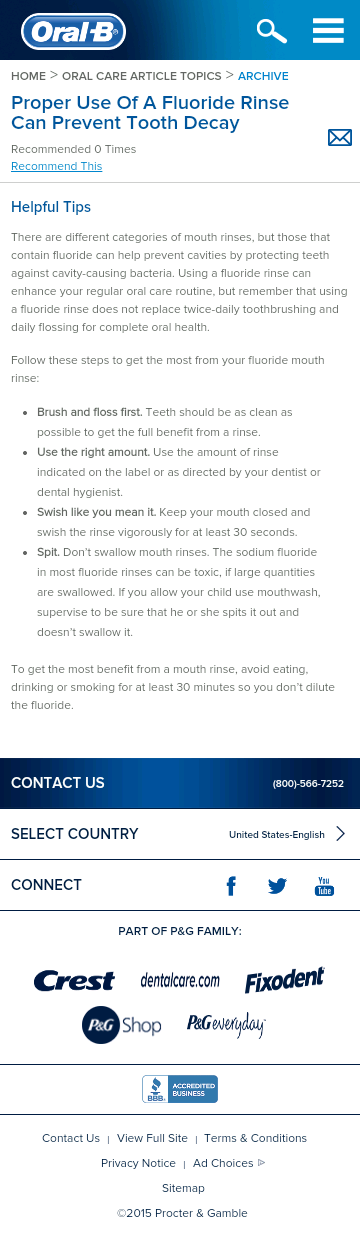 Oral-B
HOME > ORAL CARE ARTICLE TOPICS > ARCHIVE
Proper Use Of A Fluoride Rinse
Can Prevent Tooth Decay
Recommended 0 Times
Recommend This
Helpful Tips
There are different categories of mouth rinses, but those that
contain fluoride can help prevent cavities by protecting teeth
against cavity-causing bacteria. Using a fluoride rinse can
enhance your regular oral care routine, but remember that using
a fluoride rinse does not replace twice-daily toothbrushing and
daily flossing for complete oral health.
Follow these steps to get the most from your fluoride mouth
rinse:
• Brush and floss first. Teeth should be as clean as
possible to get the full benefit from a rinse.
• Use the right amount. Use the amount of rinse
indicated on the label or as directed by your dentist or
dental hygienist.
• Swish like you mean it. Keep your mouth closed and
swish the rinse vigorously for at least 30 seconds.
• Spit. Don’t swallow mouth rinses. The sodium fluoride
in most fluoride rinses can be toxic, if large quantities
are swallowed. If you allow your child use mouthwash,
supervise to be sure that he or she spits it out and
doesn’t swallow it.
To get the most benefit from a mouth rinse, avoid eating,
drinking or smoking for at least 30 minutes so you don’t dilute
the fluoride.
CONTACT US (800)-566-7252
SELECT COUNTRY United States-English
CONNECT You Tube
PART OF P&G FAMILY:
Crest dentalcare.com Fixodent
P&G Shop P&G everyday
BBB ACCREDITED
BUSINESS
Contact Us | View Full Site | Terms & Conditions
Privacy Notice | Ad Choices
Sitemap
©2015 Procter & Gamble